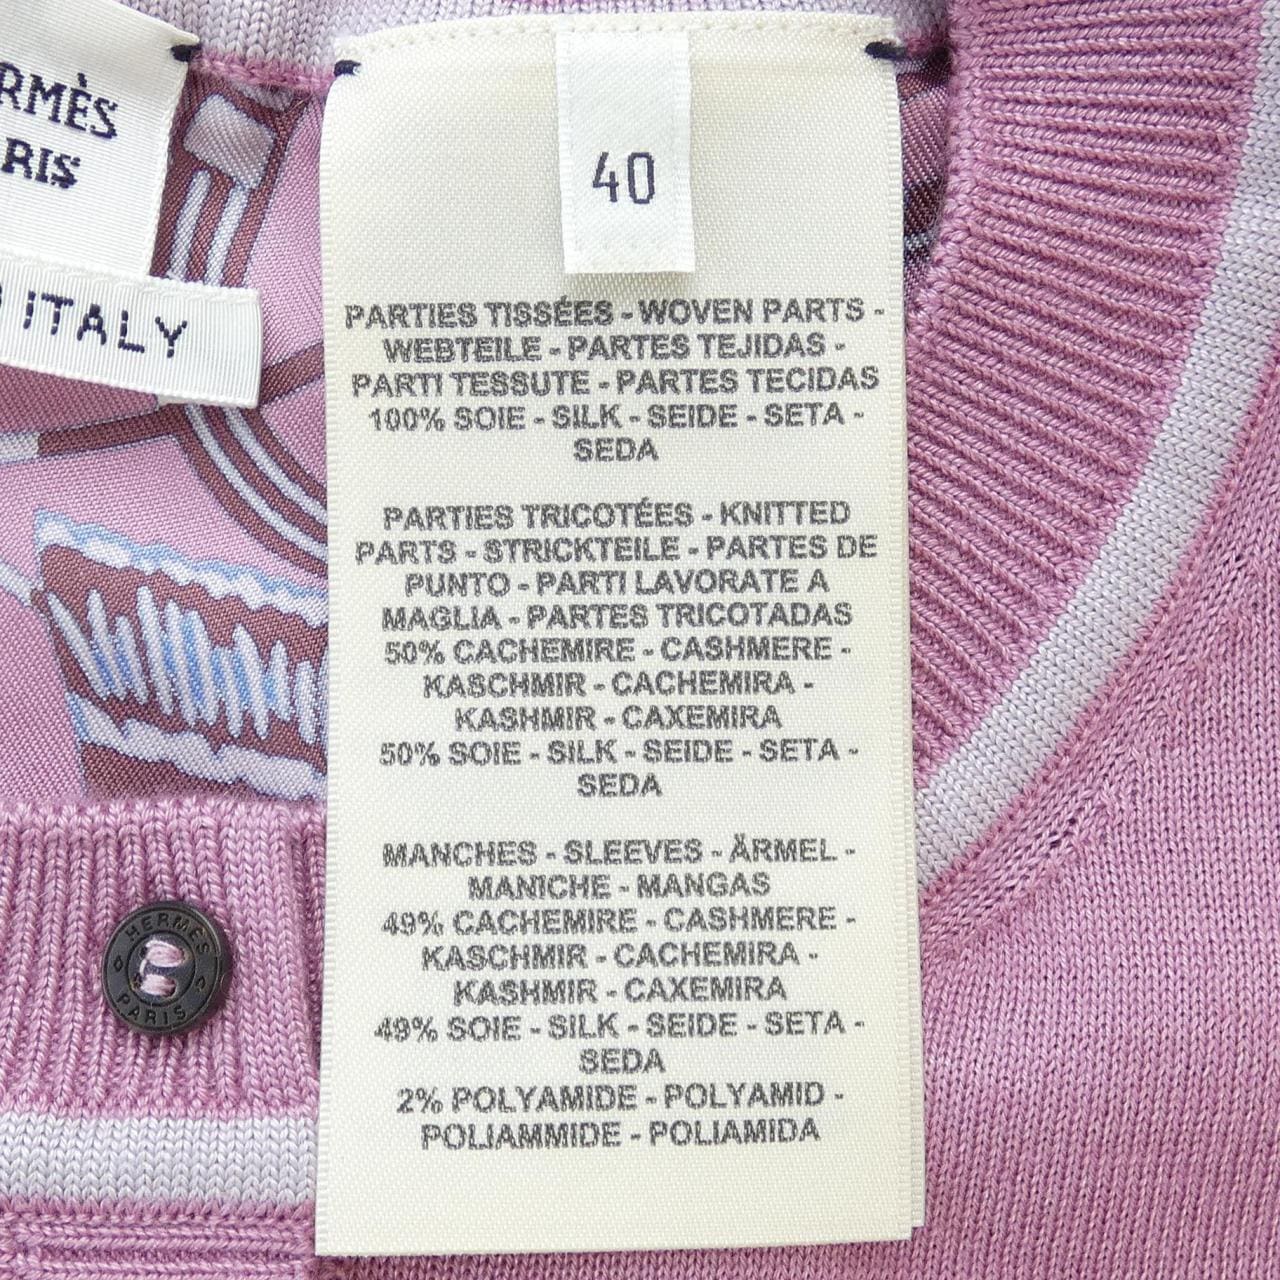 RMÈS
RIS
ITALY
40
PARTIES TISSÉES - WOVEN PARTS -
WEBTEILE - PARTES TEJIDAS -
PARTI TESSUTE - PARTES TECIDAS
100% SOIE - SILK - SEIDE - SETA -
SEDA
PARTIES TRICOTÉES - KNITTED
PARTS - STRICKTEILE - PARTES DE
PUNTO - PARTI LAVORATE A
MAGLIA - PARTES TRICOTADAS
50% CACHEMIRE - CASHMERE -
KASCHMIR - CACHEMIRA -
KASHMIR - CAXEMIRA
50% SOIE - SILK - SEIDE - SETA -
SEDA
MANCHES - SLEEVES - ÄRMEL -
MANICHE - MANGAS
49% CACHEMIRE - CASHMERE -
KASCHMIR - CACHEMIRA -
KASHMIR - CAXEMIRA
49% SOIE - SILK - SEIDE - SETA -
SEDA
2% POLYAMIDE - POLYAMID -
POLIAMMIDE - POLIAMIDA
HERMES
PARIS